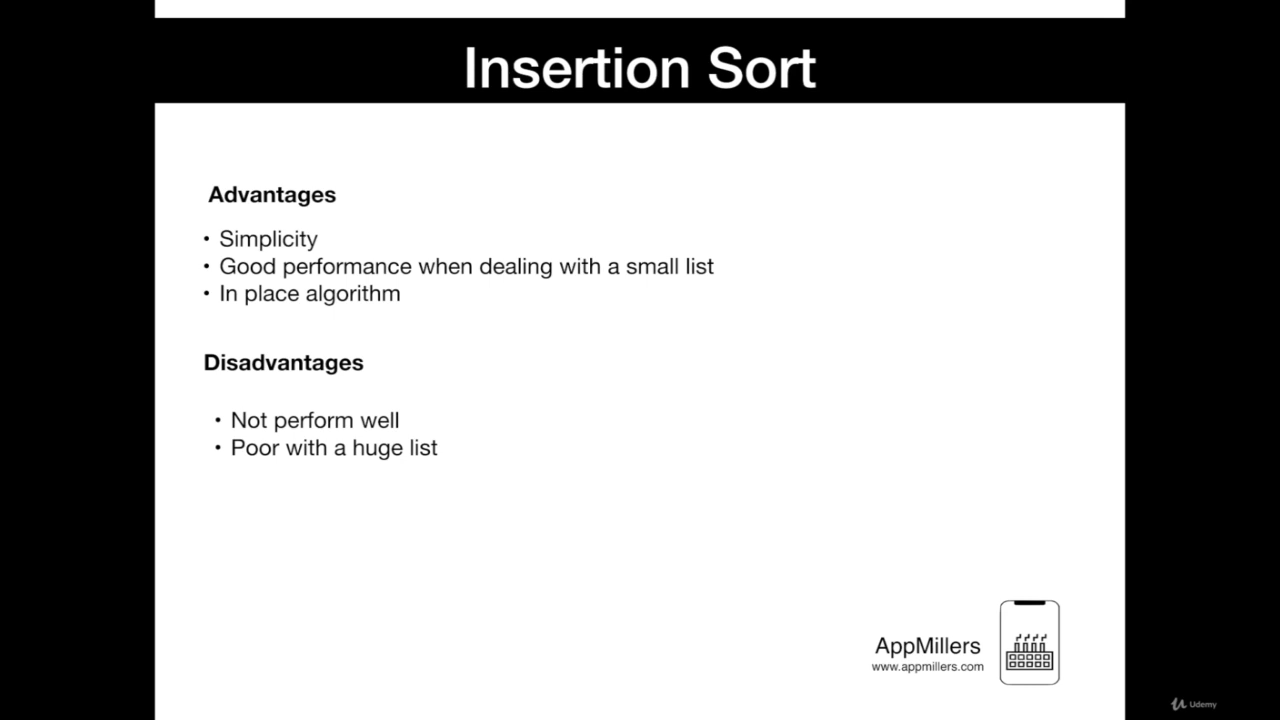 Insertion Sort
Advantages
• Simplicity
• Good performance when dealing with a small list
• In place algorithm
Disadvantages
• Not perform well
• Poor with a huge list
AppMillers
www.appmillers.com
Udemy